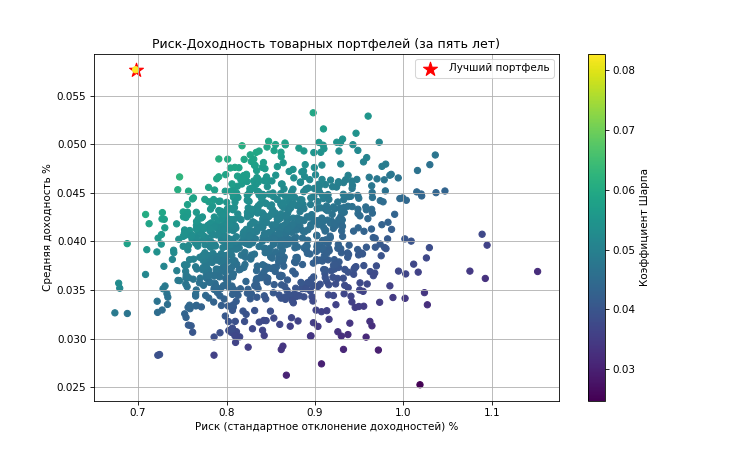 Риск-Доходность товарных портфелей (за пять лет)
Лучший портфель
Средняя доходность %
0.055
0.050
0.045
0.040
0.035
0.030
0.025
0.7 0.8 0.9 1.0 1.1
Риск (стандартное отклонение доходностей) %
0.08
0.07
0.06
0.05
0.04
0.03
Коэффициент Шарпа